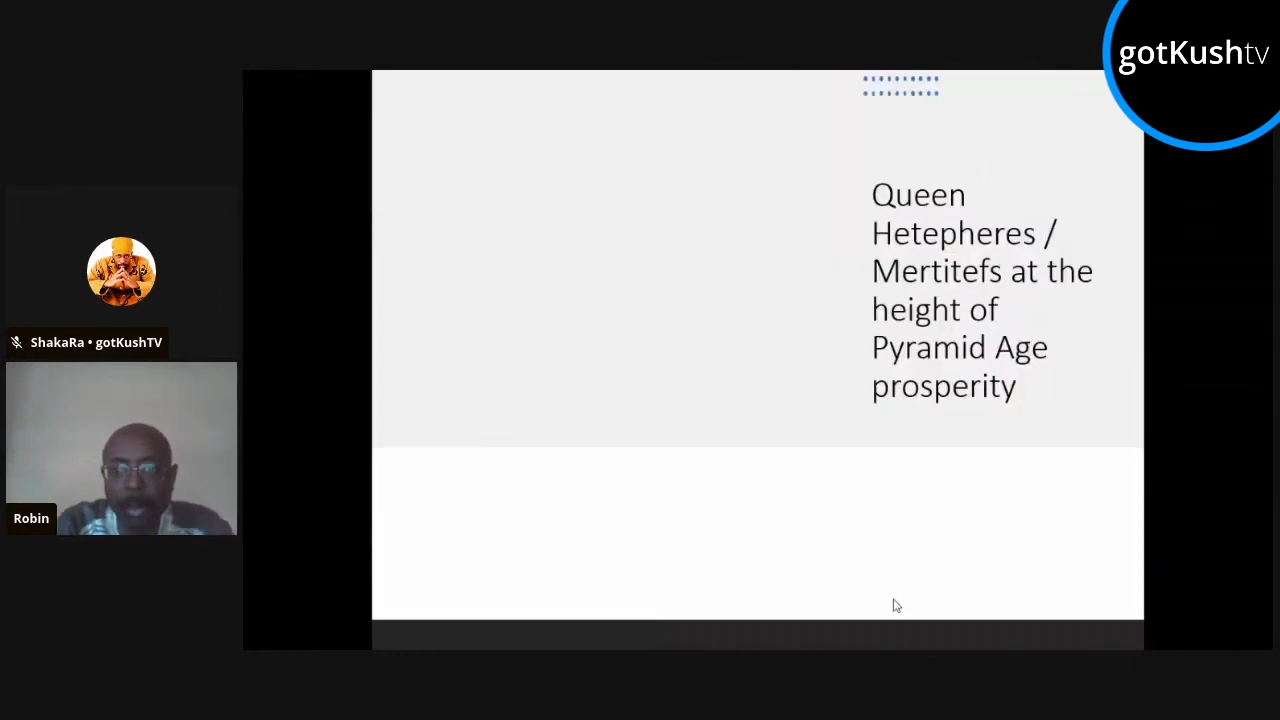 gotKushtv
Queen
Hetepheres /
Mertitefs at the
height of
Pyramid Age
prosperity
ShakaRa • gotKushTV
Robin